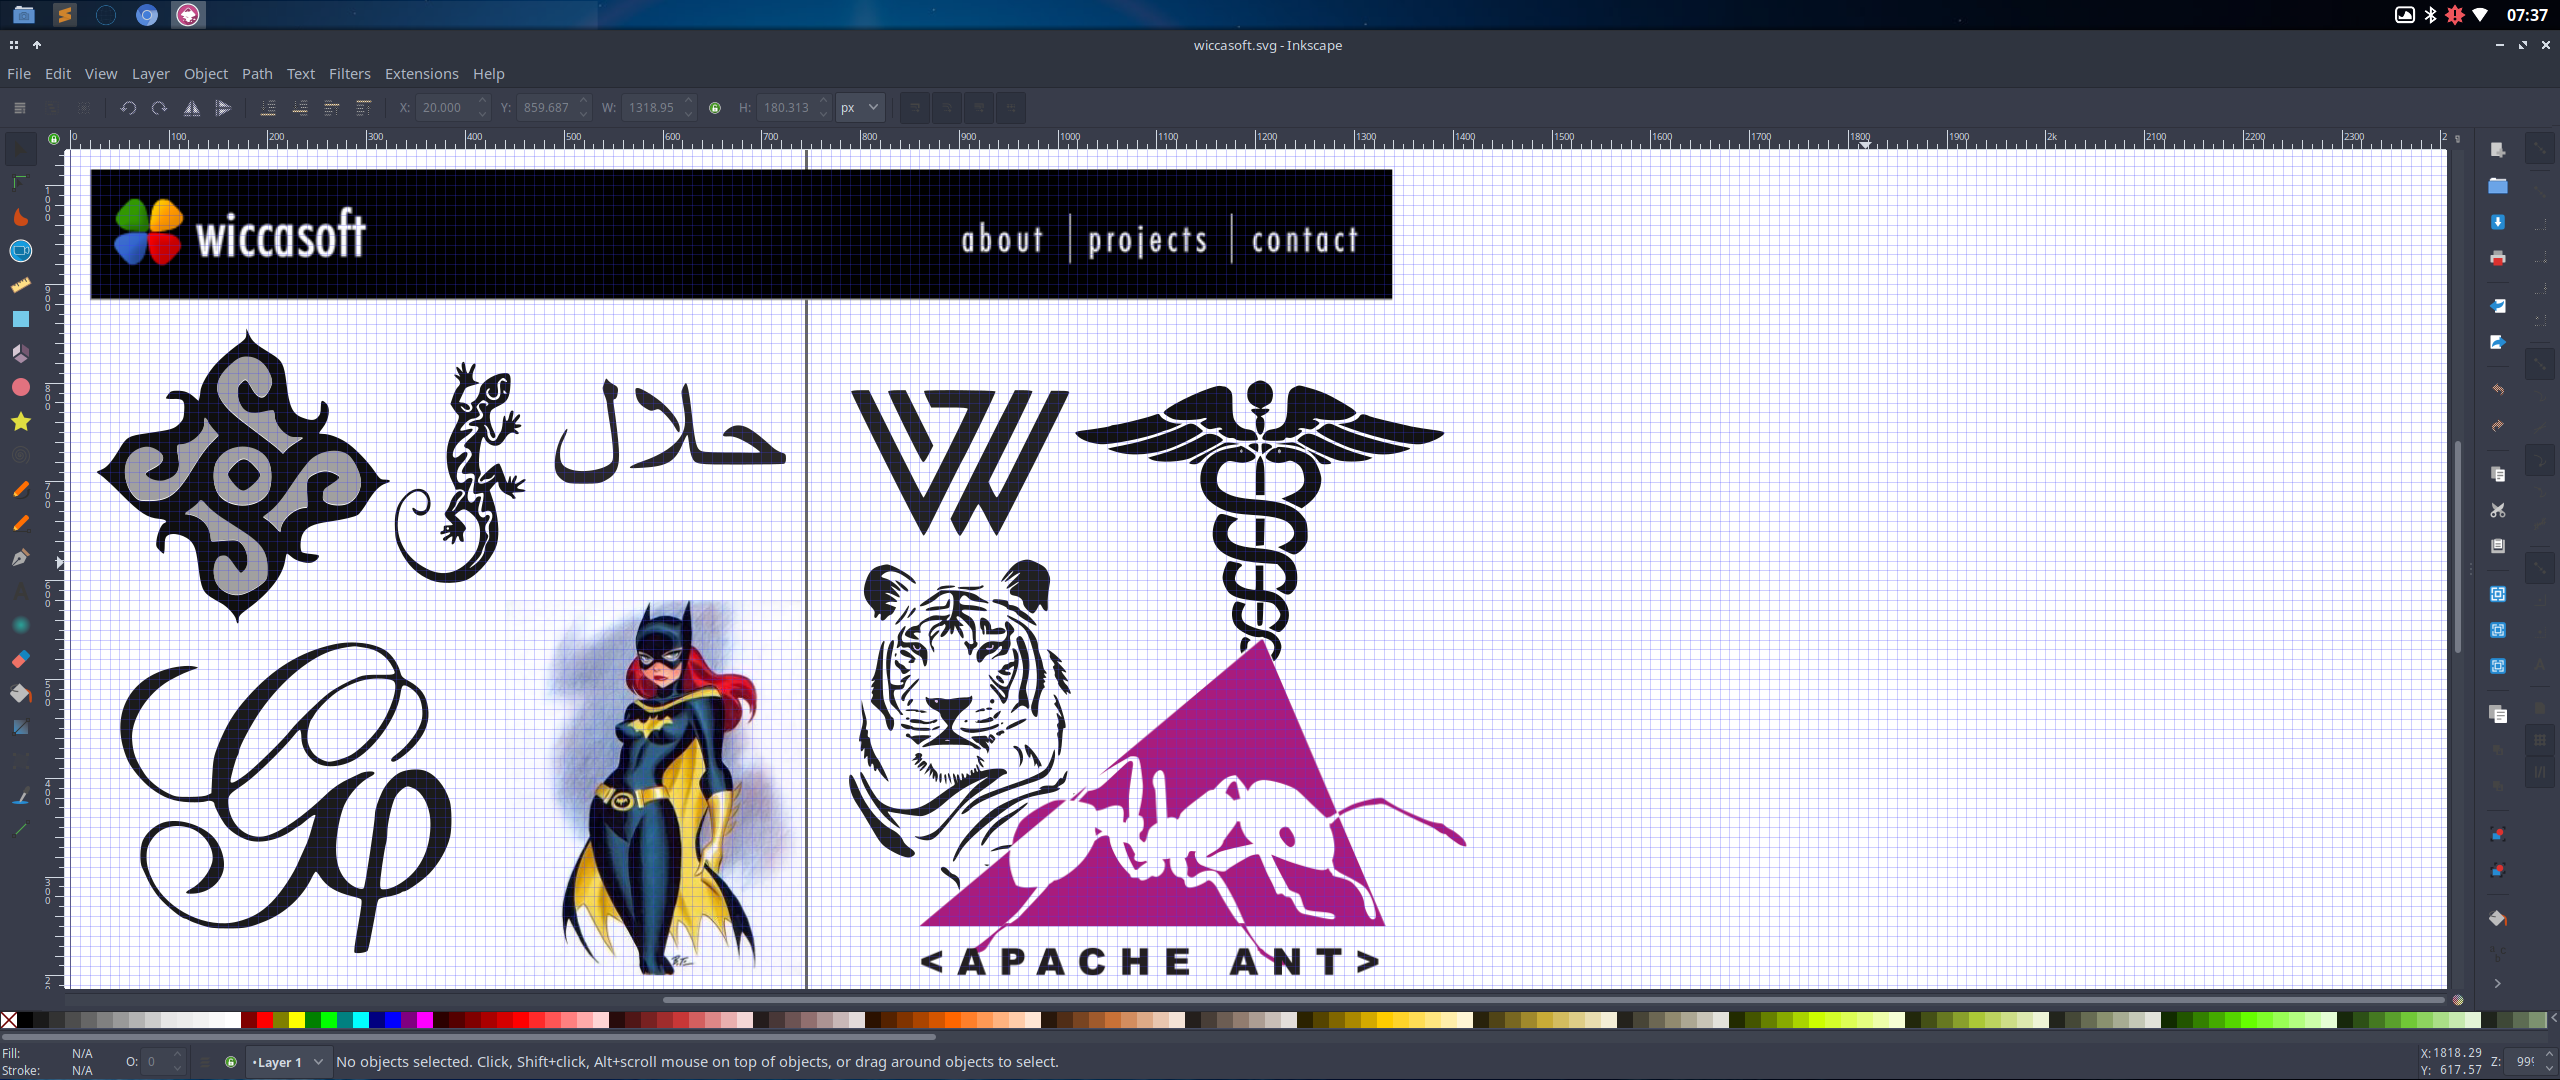 07:37
wiccasoft.svg - Inkscape
File Edit View Layer Object Path Text Filters Extensions Help
X: 20.000 Y: 859.687 W: 1318.95 H: 180.313 px
0 100 200 300 400 500 600 700 800 900 1000 1100 1200 1300 1400 1500 1600 1700 1800 1900 2k 2100 2200 2300
wiccasoft about projects contact
حلال
<APACHE ANT>
Fill: N/A O: 0 •Layer 1 No objects selected. Click, Shift+click, Alt+scroll mouse on top of objects, or drag around objects to select. X: 1818.29 Z:
Stroke: N/A Y: 617.57